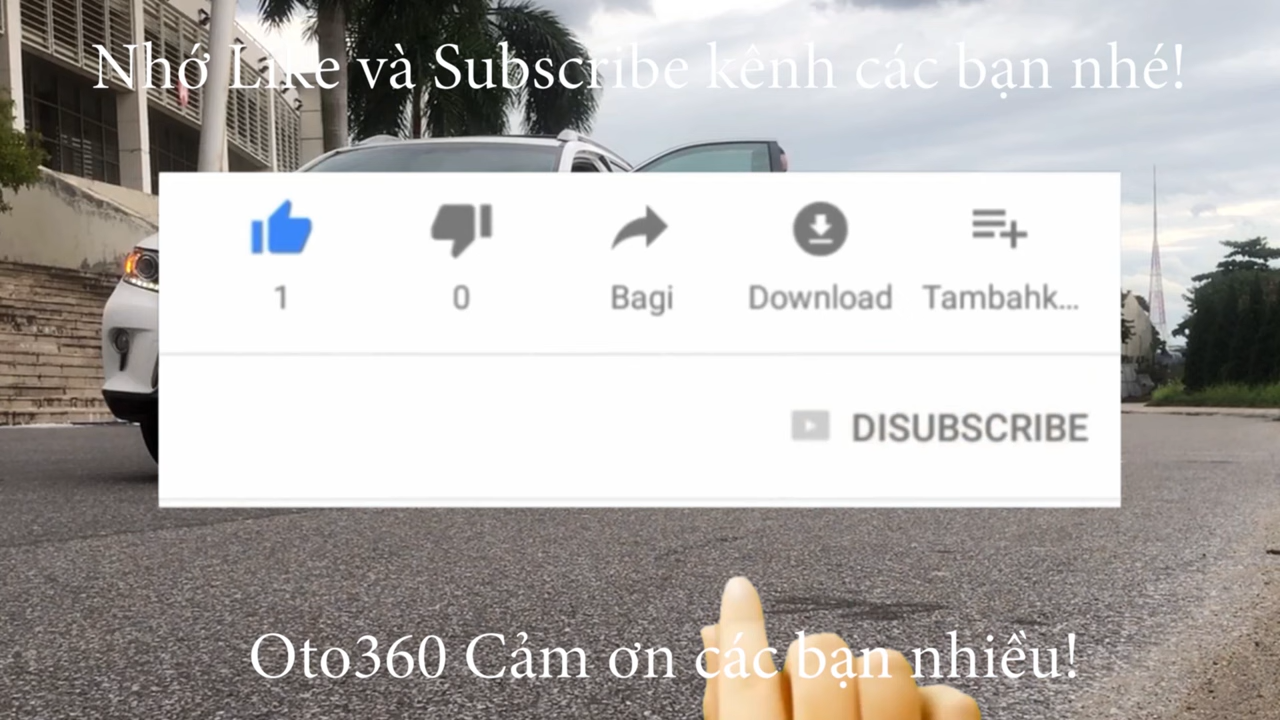 Nhớ Like và Subscribe kênh các bạn nhé!
1 0 Bagi Download Tambahk...
DISUBSCRIBE
Oto360 Cảm ơn các bạn nhiều!